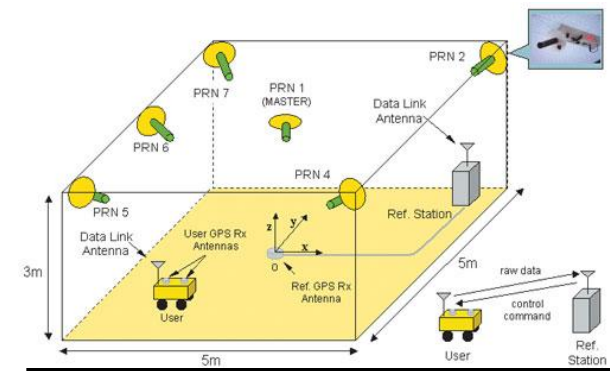 PRN 2
PRN 7
PRN 1
(MASTER)
Data Link
Antenna
PRN 6
PRN 4
PRN 5
Ref. Station
Data Link
Antenna
User GPS Rx
Antennas
z
y
x
0
Ref. GPS Rx
Antenna
3m
User
5m
5m
raw data
control
command
User
Ref.
Station